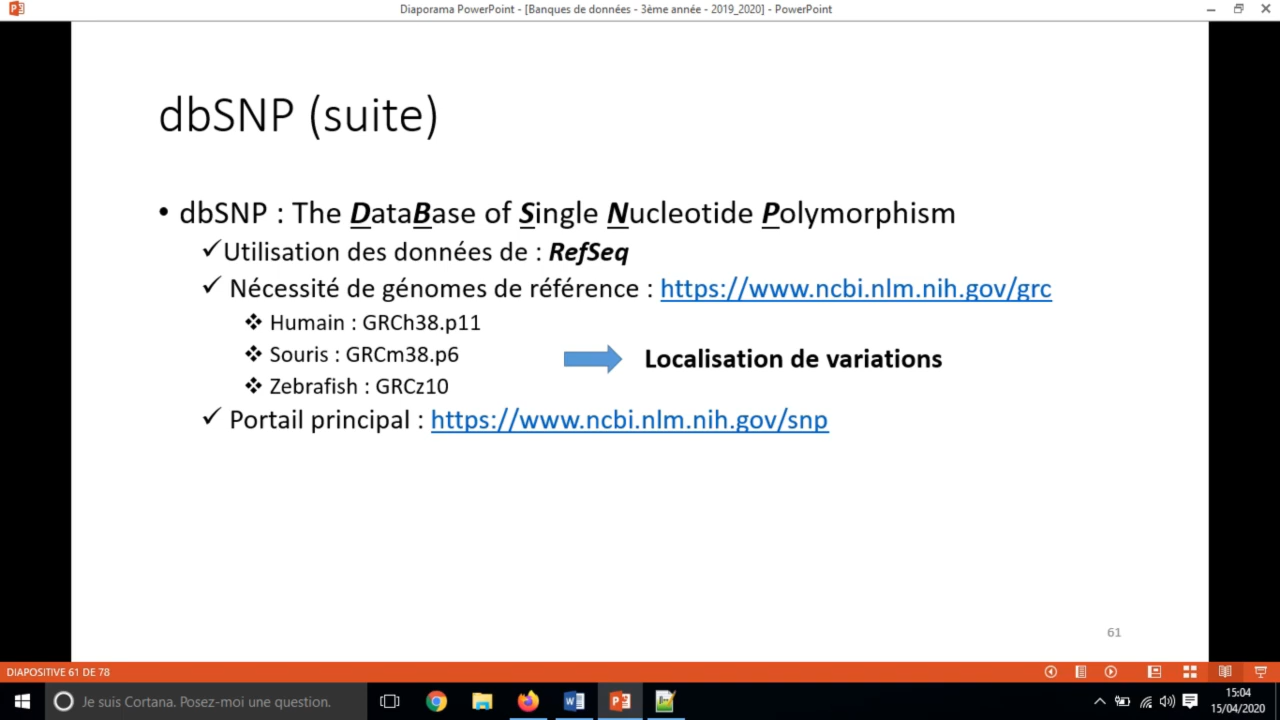 Diaporama PowerPoint - [Banques de données - 3ème année - 2019_2020] - PowerPoint
dbSNP (suite)
• dbSNP : The DataBase of Single Nucleotide Polymorphism
✓Utilisation des données de : RefSeq
✓ Nécessité de génomes de référence : https://www.ncbi.nlm.nih.gov/grc
❖ Humain : GRCh38.p11
❖ Souris : GRCm38.p6
Localisation de variations
❖ Zebrafish : GRCz10
✓ Portail principal : https://www.ncbi.nlm.nih.gov/snp
61
DIAPOSITIVE 61 DE 78
Je suis Cortana. Posez-moi une question.
15:04
15/04/2020